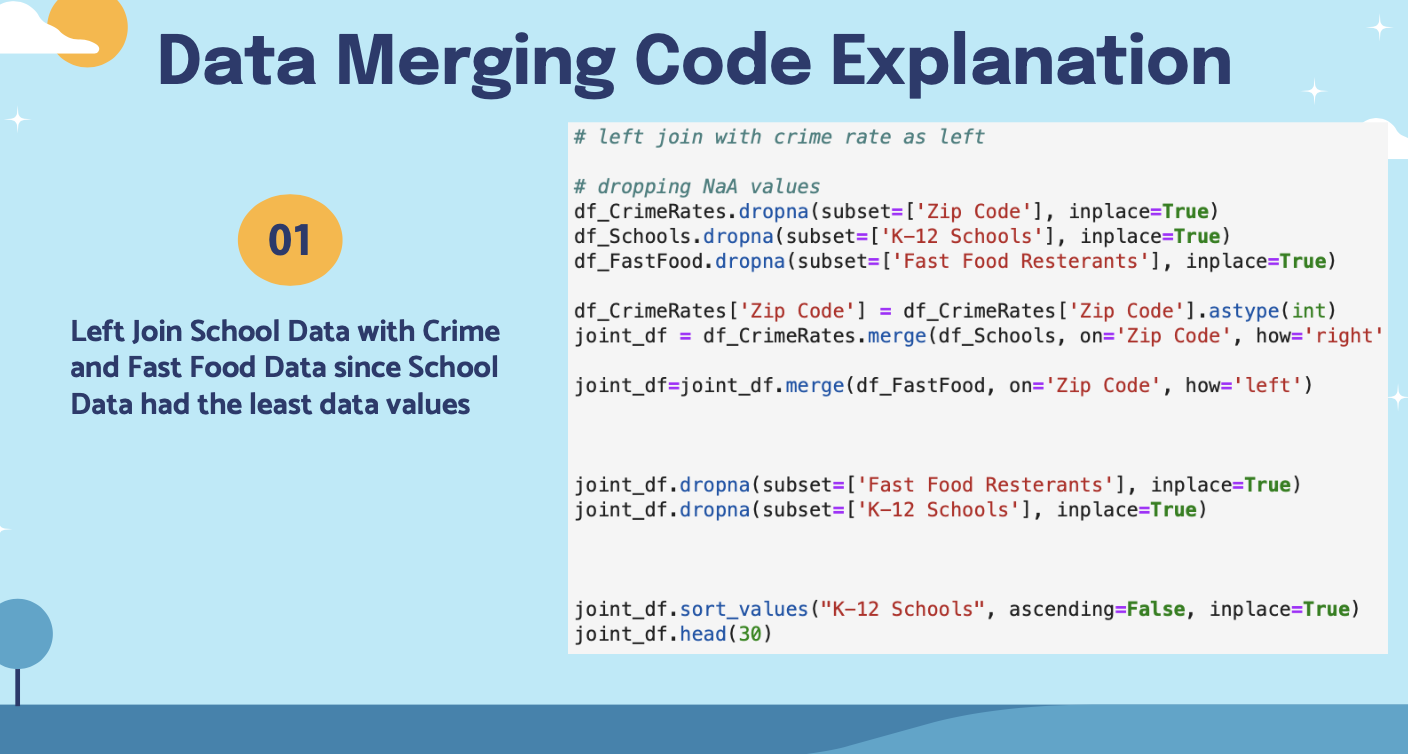 Data Merging Code Explanation
01
Left Join School Data with Crime
and Fast Food Data since School
Data had the least data values
# left join with crime rate as left
# dropping NaA values
df_CrimeRates.dropna(subset=['Zip Code'], inplace=True)
df_Schools.dropna(subset=['K-12 Schools'], inplace=True)
df_FastFood.dropna(subset=['Fast Food Resterants'], inplace=True)
df_CrimeRates['Zip Code'] = df_CrimeRates['Zip Code'].astype(int)
joint_df = df_CrimeRates.merge(df_Schools, on='Zip Code', how='right'
joint_df=joint_df.merge(df_FastFood, on='Zip Code', how='left')
joint_df.dropna(subset=['Fast Food Resterants'], inplace=True)
joint_df.dropna(subset=['K-12 Schools'], inplace=True)
joint_df.sort_values("K-12 Schools", ascending=False, inplace=True)
joint_df.head(30)